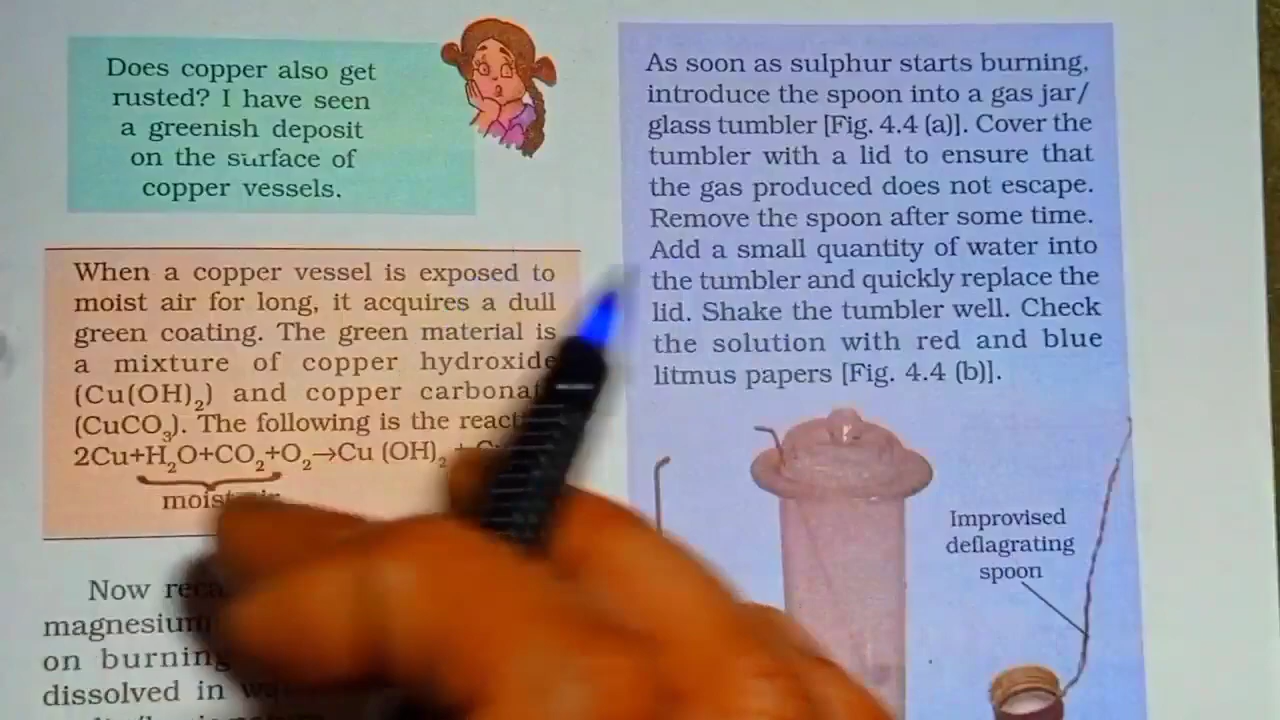 Does copper also get
rusted? I have seen
a greenish deposit
on the surface of
copper vessels.
When a copper vessel is exposed to
moist air for long, it acquires a dull
green coating. The green material is
a mixture of copper hydroxide
(Cu(OH)₂) and copper
(CuCO₃). The following is the
2Cu+H₂O+CO₂+O₂→Cu (OH)₂ +
moist air
Now
magnesium
on burning
dissolved in
As soon as sulphur starts burning,
introduce the spoon into a gas jar/
glass tumbler [Fig. 4.4 (a)]. Cover the
tumbler with a lid to ensure that
the gas produced does not escape.
Remove the spoon after some time.
Add a small quantity of water into
the tumbler and quickly replace the
lid. Shake the tumbler well. Check
the solution with red and blue
litmus papers [Fig. 4.4 (b)].
Improvised
deflagrating
spoon